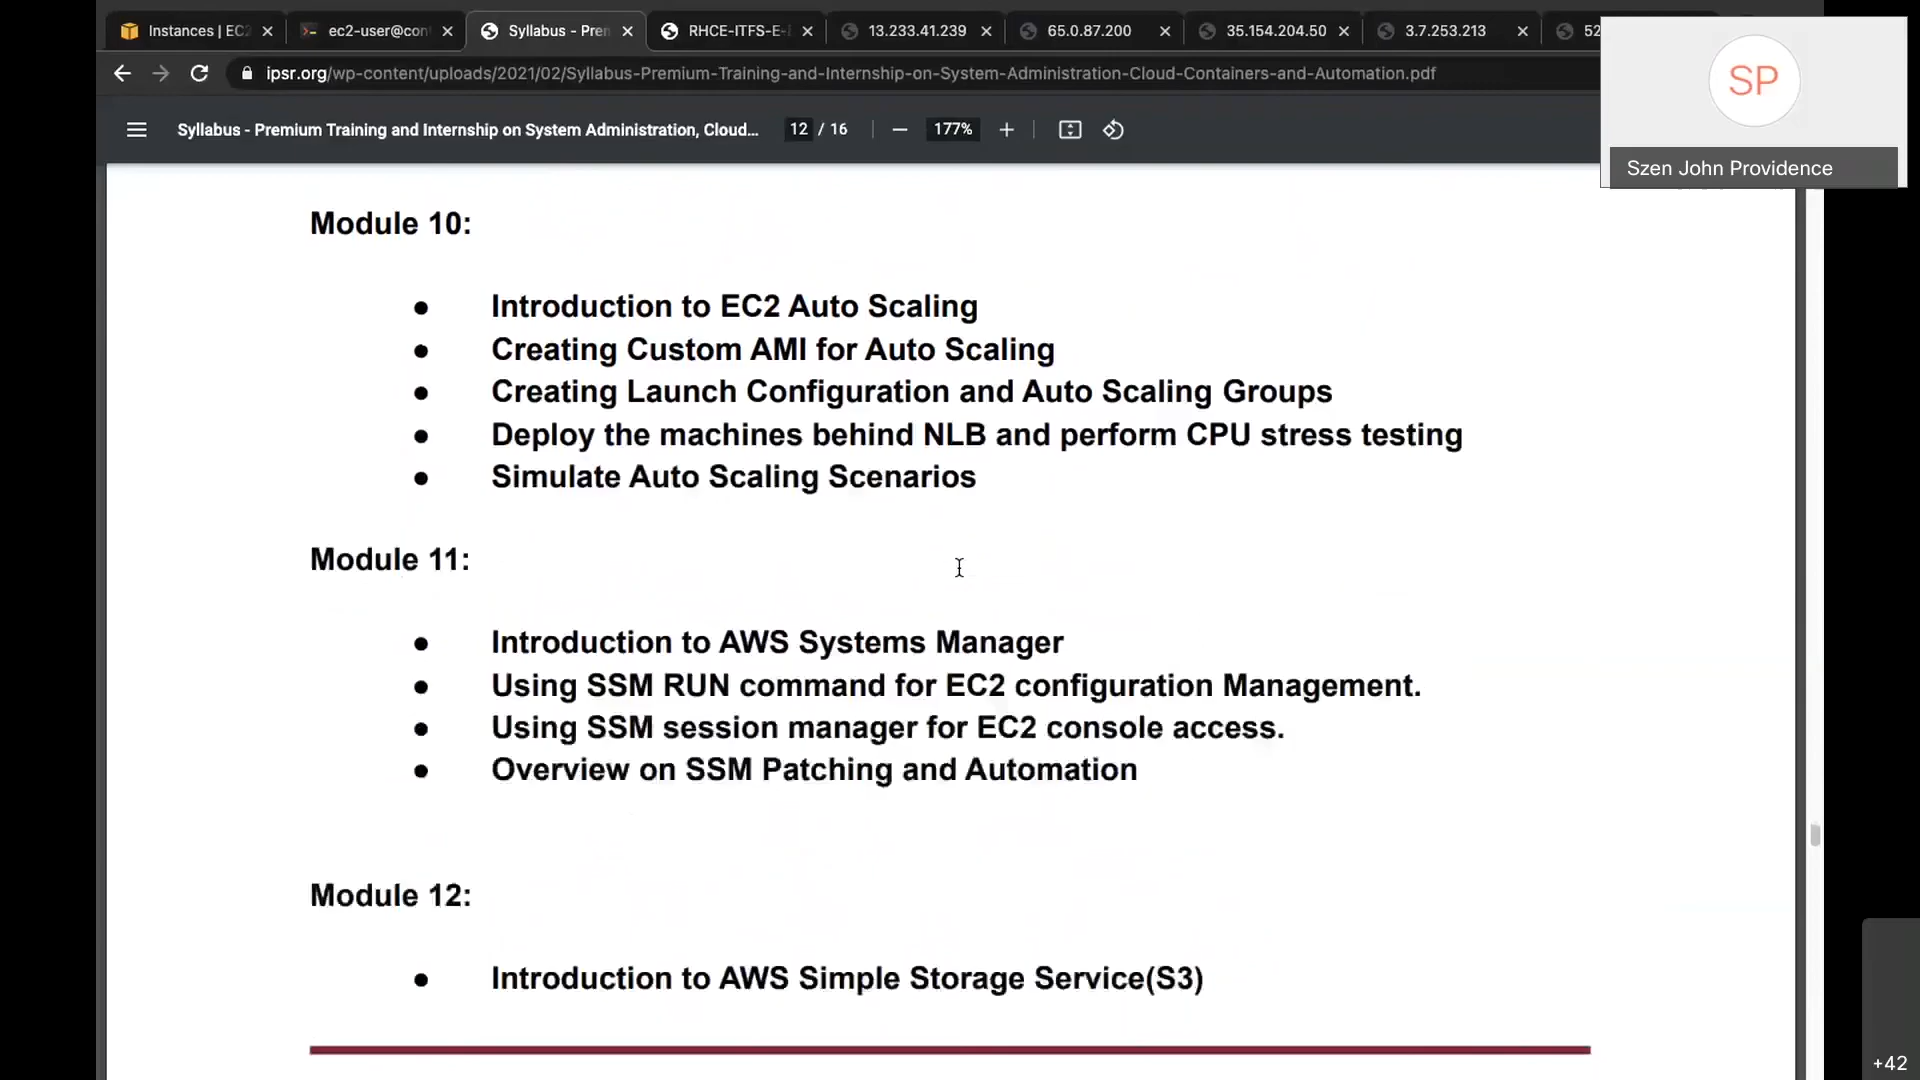 Instances | EC2
ec2-user@con
Syllabus - Prem
RHCE-ITFS-E-
13.233.41.239
65.0.87.200
35.154.204.50
3.7.253.213
52
ipsr.org/wp-content/uploads/2021/02/Syllabus-Premium-Training-and-Internship-on-System-Administration-Cloud-Containers-and-Automation.pdf
SP
Szen John Providence
Syllabus - Premium Training and Internship on System Administration, Cloud...
12 / 16
177%
Module 10:
● Introduction to EC2 Auto Scaling
● Creating Custom AMI for Auto Scaling
● Creating Launch Configuration and Auto Scaling Groups
● Deploy the machines behind NLB and perform CPU stress testing
● Simulate Auto Scaling Scenarios
Module 11:
● Introduction to AWS Systems Manager
● Using SSM RUN command for EC2 configuration Management.
● Using SSM session manager for EC2 console access.
● Overview on SSM Patching and Automation
Module 12:
● Introduction to AWS Simple Storage Service(S3)
+42